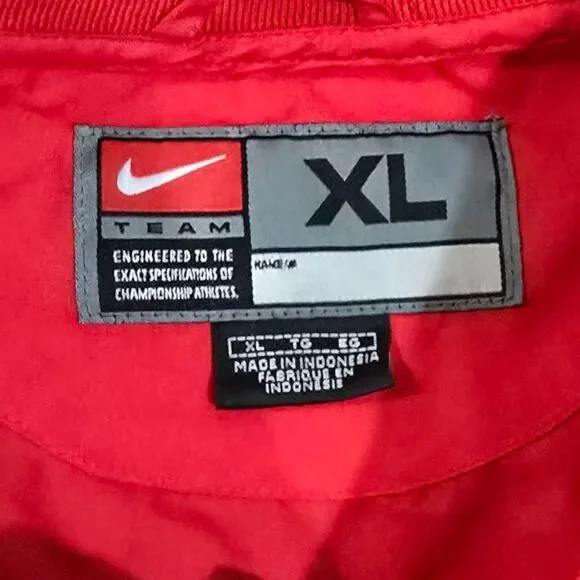 TEAM
XL
ENGINEERED TO THE
EXACT SPECIFICATIONS OF
CHAMPIONSHIP ATHLETES.
NAME/#
XL TG EG
MADE IN INDONESIA
FABRIQUE EN
INDONESIE